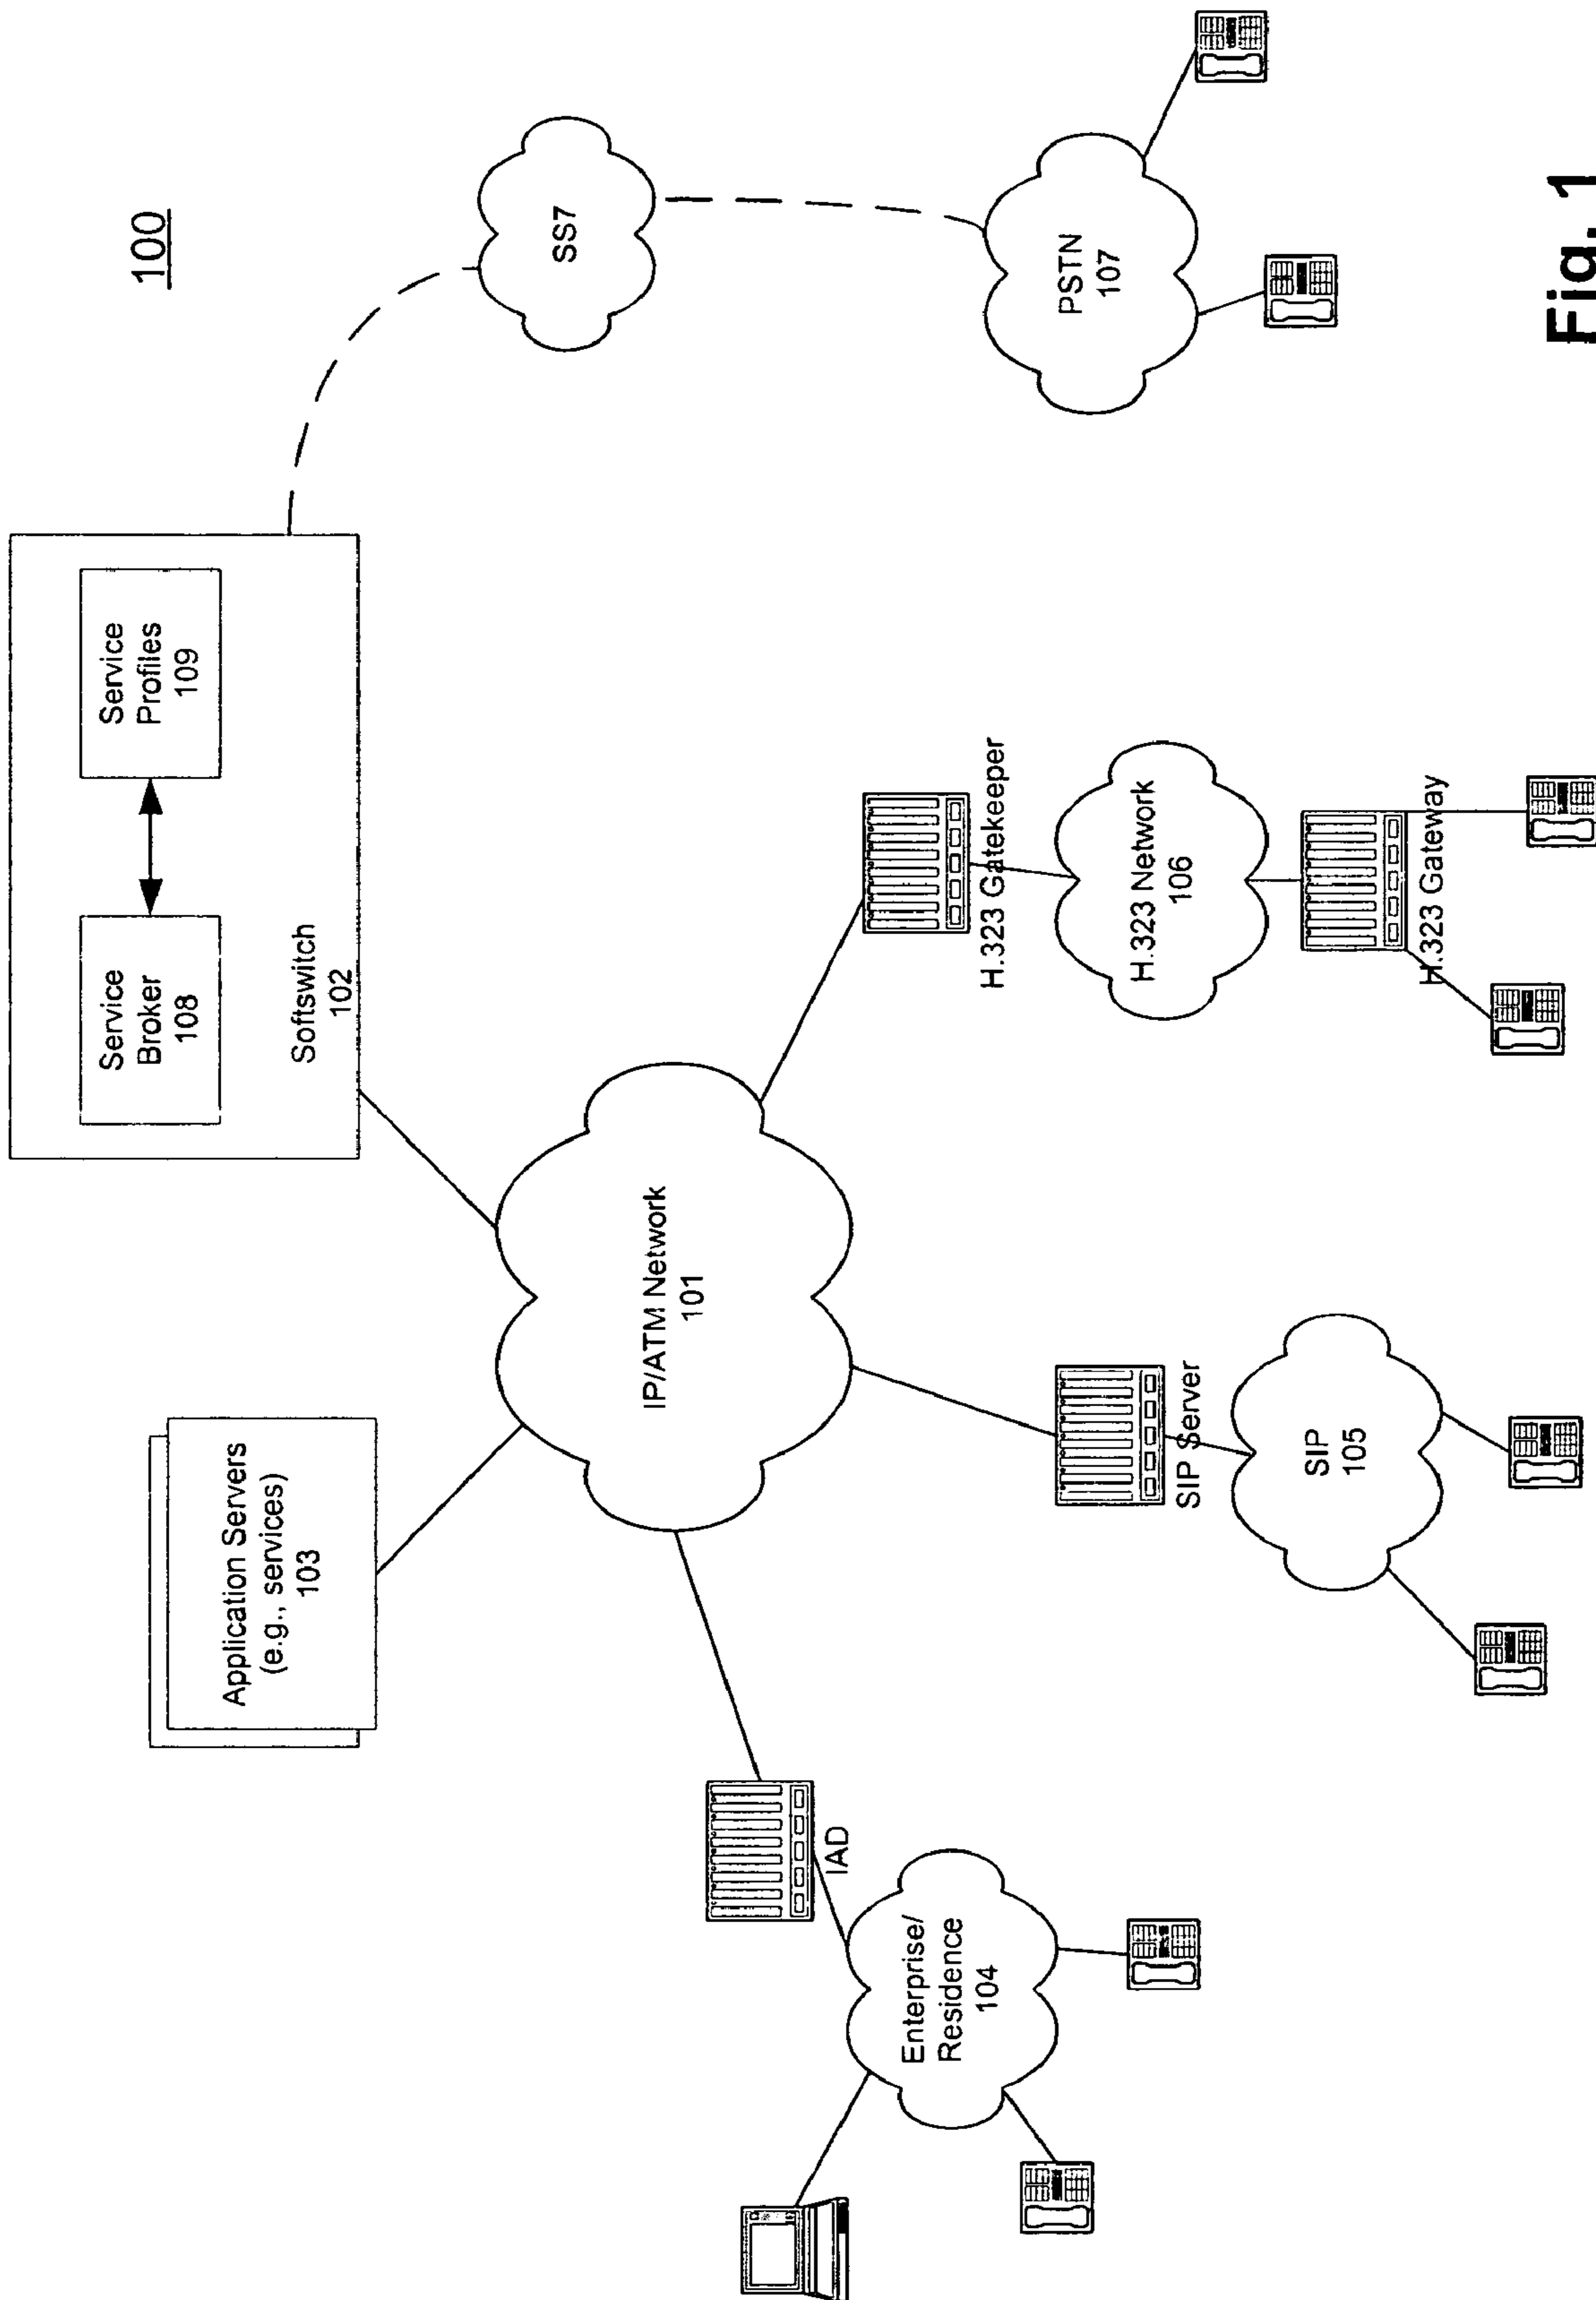 100
Service
Broker
108
Service
Profiles
109
Softswitch
102
Application Servers
(e.g., services)
103
SS7
IP/ATM Network
101
IAD
Enterprise/
Residence
104
SIP Server
SIP
105
H.323 Gatekeeper
H.323 Network
106
H.323 Gateway
PSTN
107
Fig. 1